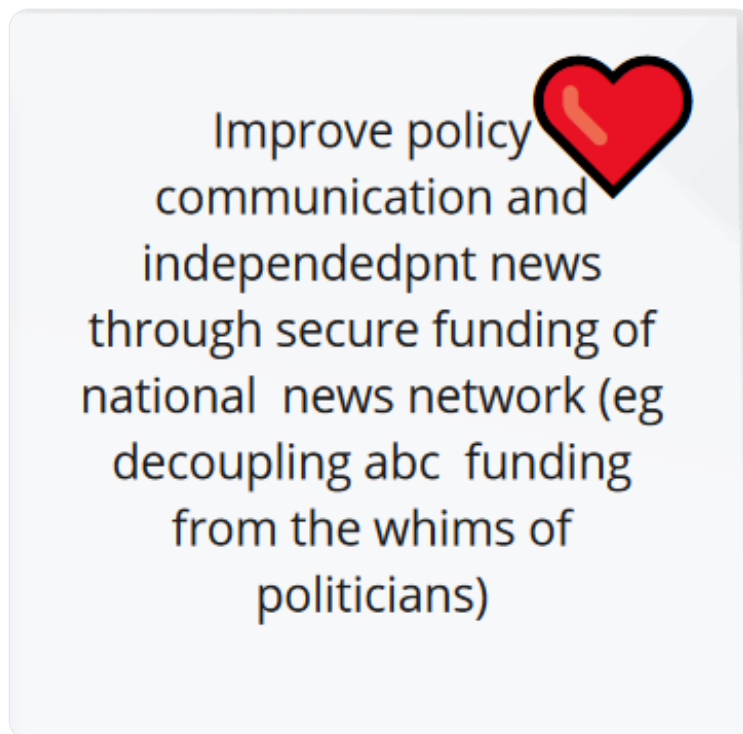 Improve policy
communication and
independedpnt news
through secure funding of
national  news network (eg
decoupling abc  funding
from the whims of
politicians)